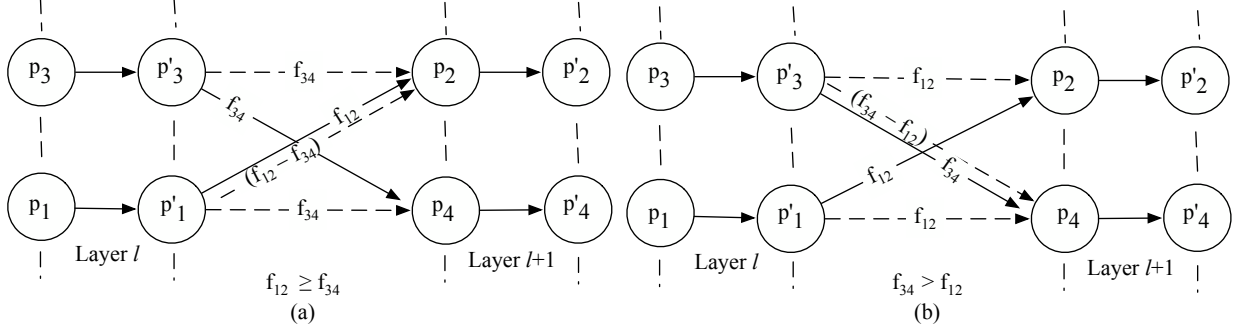 p3 p'3 f34 p2 p'2
f34 f12
(f12 – f34)
p1 p'1 f34 p4 p'4
Layer l Layer l+1
f12 ≥ f34
(a)
p3 p'3 f12 p2 p'2
(f34 – f12)
f12 f34
p1 p'1 f12 p4 p'4
Layer l Layer l+1
f34 > f12
(b)